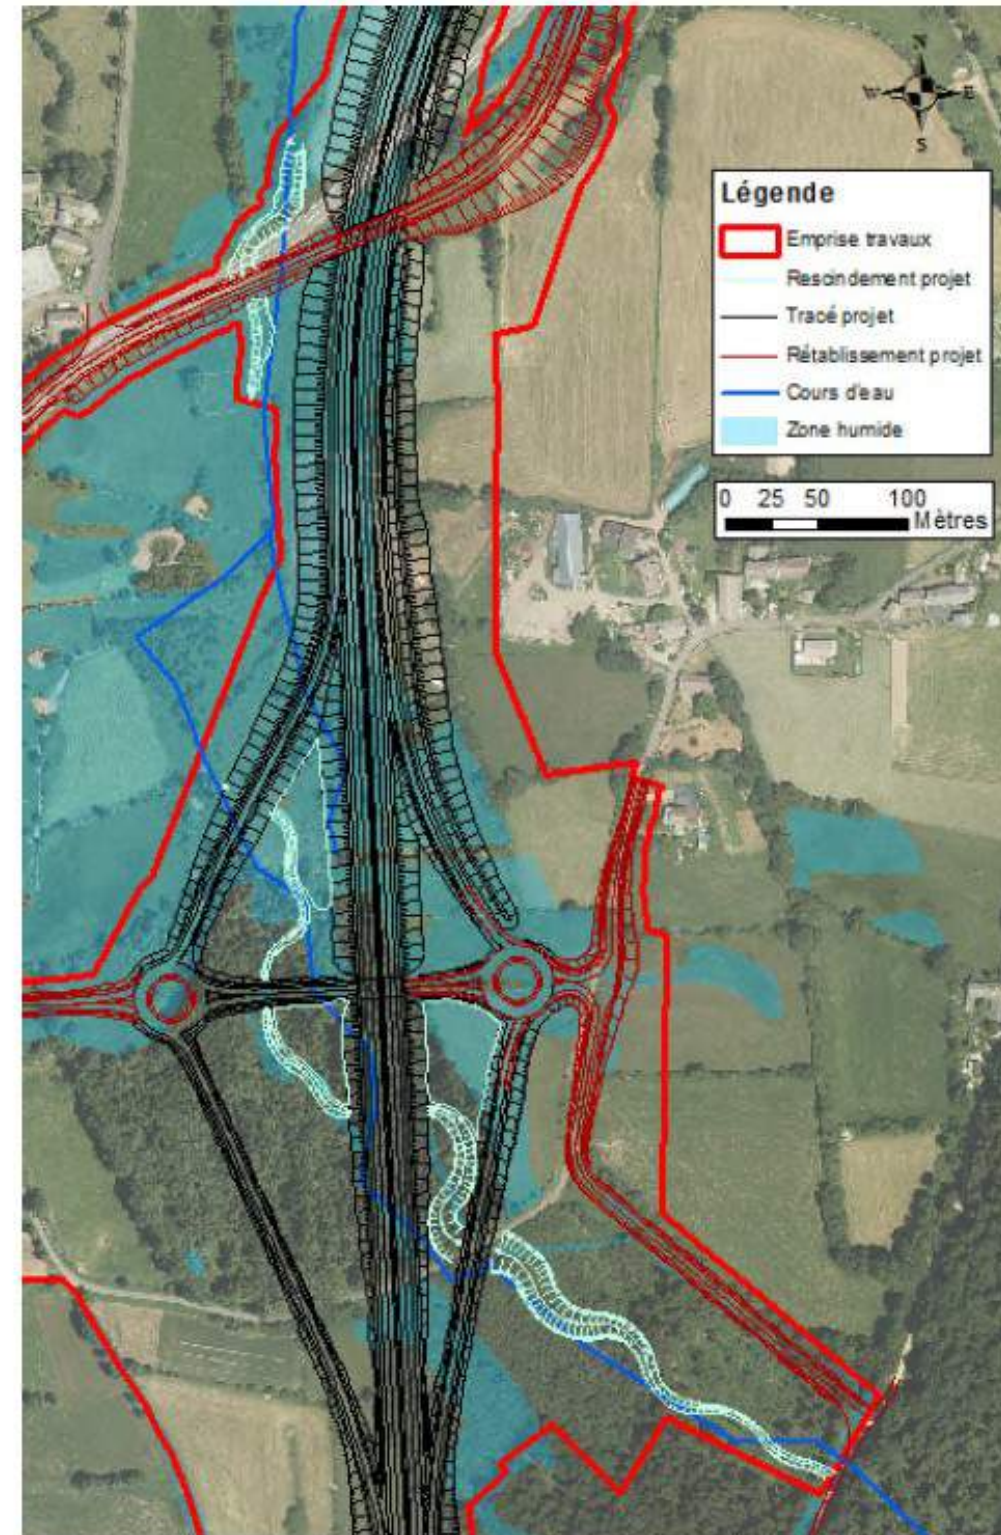 N
W E
S
Légende
Emprise travaux
Rescindement projet
Tracé projet
Rétablissement projet
Cours d'eau
Zone humide
0 25 50 100
Mètres